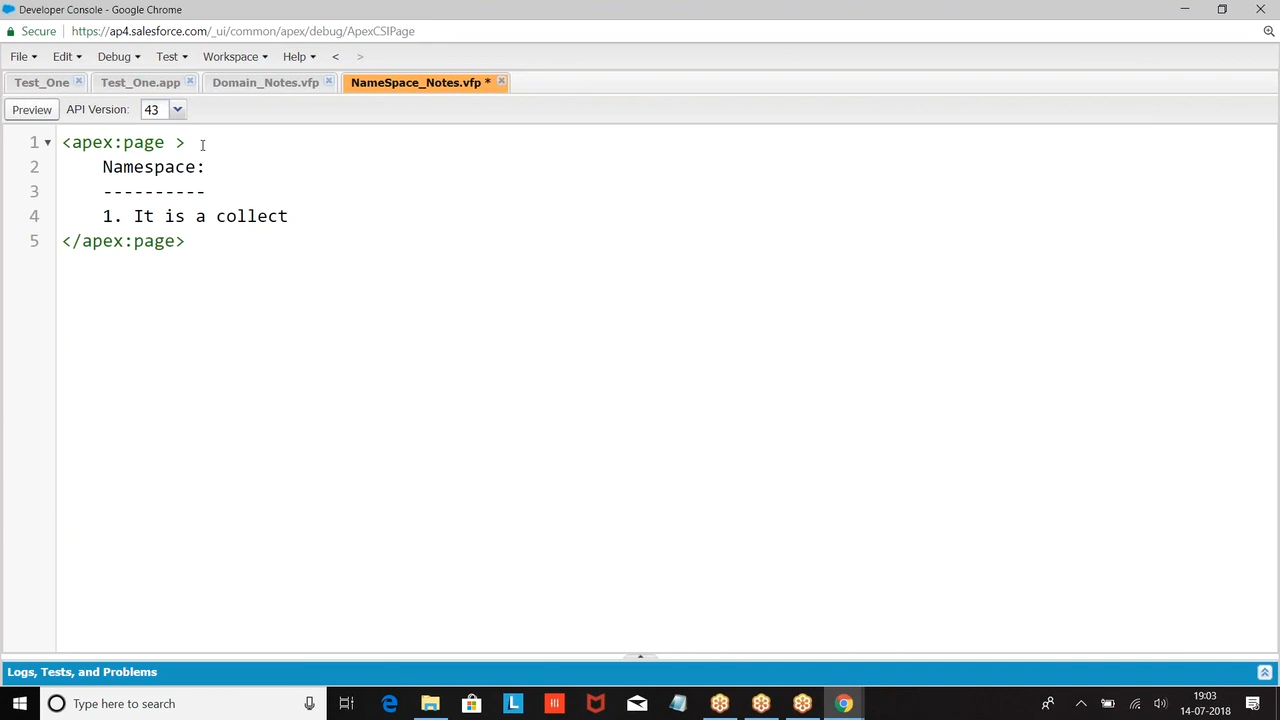 Developer Console - Google Chrome
Secure https://ap4.salesforce.com/_ui/common/apex/debug/ApexCSIPage
File Edit Debug Test Workspace Help < >
Test_One Test_One.app Domain_Notes.vfp NameSpace_Notes.vfp *
Preview API Version: 43
1 <apex:page >
2 Namespace:
3 ----------
4 1. It is a collect
5 </apex:page>
Logs, Tests, and Problems
Type here to search
19:03
14-07-2018